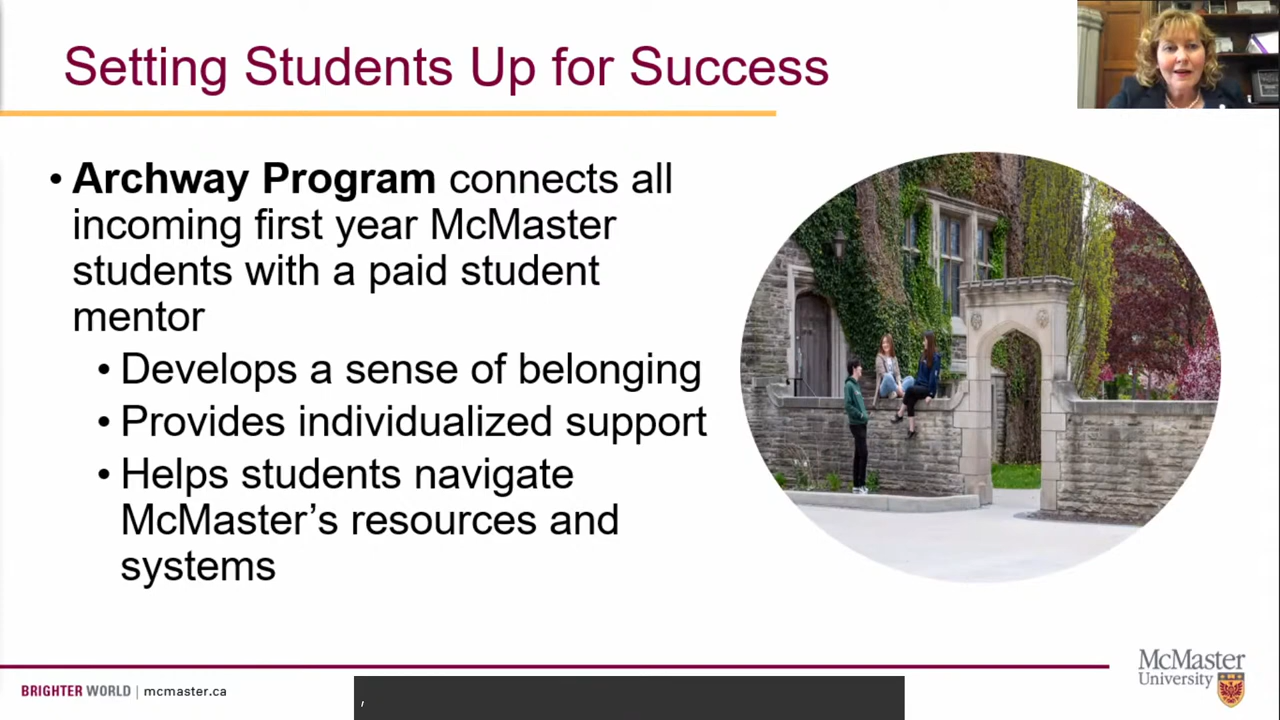 Setting Students Up for Success
• Archway Program connects all
incoming first year McMaster
students with a paid student
mentor
• Develops a sense of belonging
• Provides individualized support
• Helps students navigate
McMaster’s resources and
systems
McMaster
University
BRIGHTER WORLD | mcmaster.ca
,